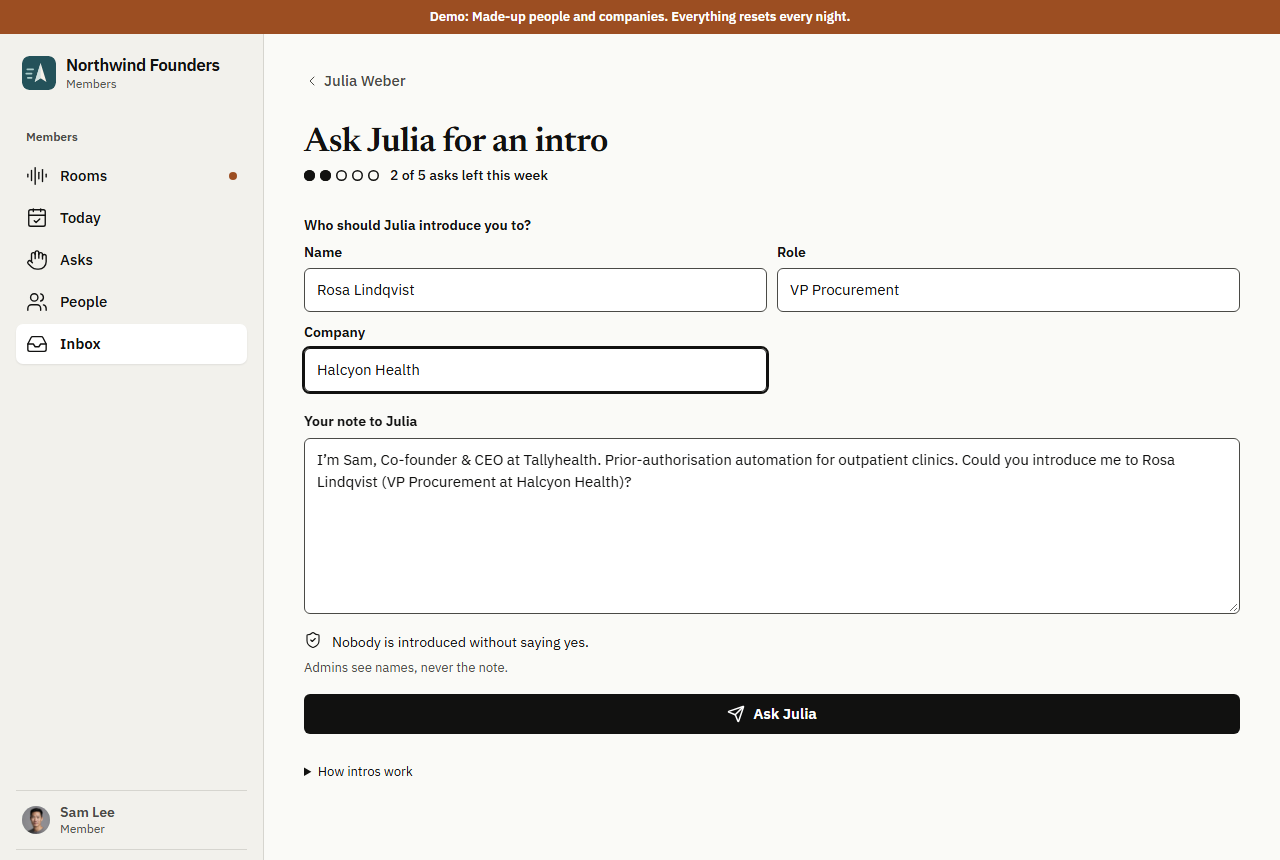 Demo: Made-up people and companies. Everything resets every night.
Northwind Founders
Members
Members
Rooms
Today
Asks
People
Inbox
Sam Lee
Member
Julia Weber
Ask Julia for an intro
2 of 5 asks left this week
Who should Julia introduce you to?
Name
Role
Rosa Lindqvist
VP Procurement
Company
Halcyon Health
Your note to Julia
I’m Sam, Co-founder & CEO at Tallyhealth. Prior-authorisation automation for outpatient clinics. Could you introduce me to Rosa
Lindqvist (VP Procurement at Halcyon Health)?
Nobody is introduced without saying yes.
Admins see names, never the note.
Ask Julia
How intros work